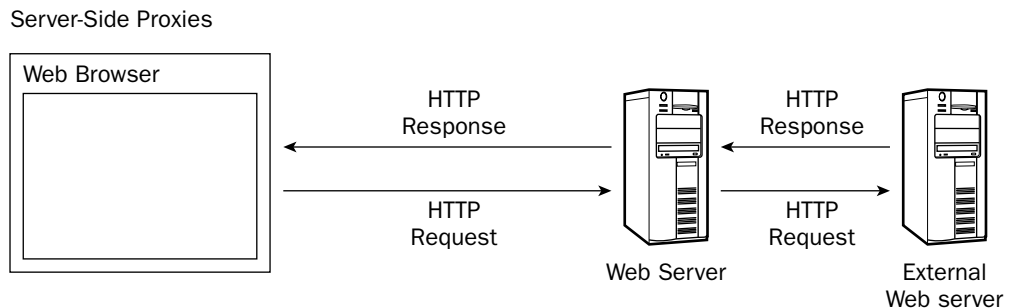 Server-Side Proxies
Web Browser
HTTP
Response
HTTP
Response
HTTP
Request
HTTP
Request
Web Server
External
Web server